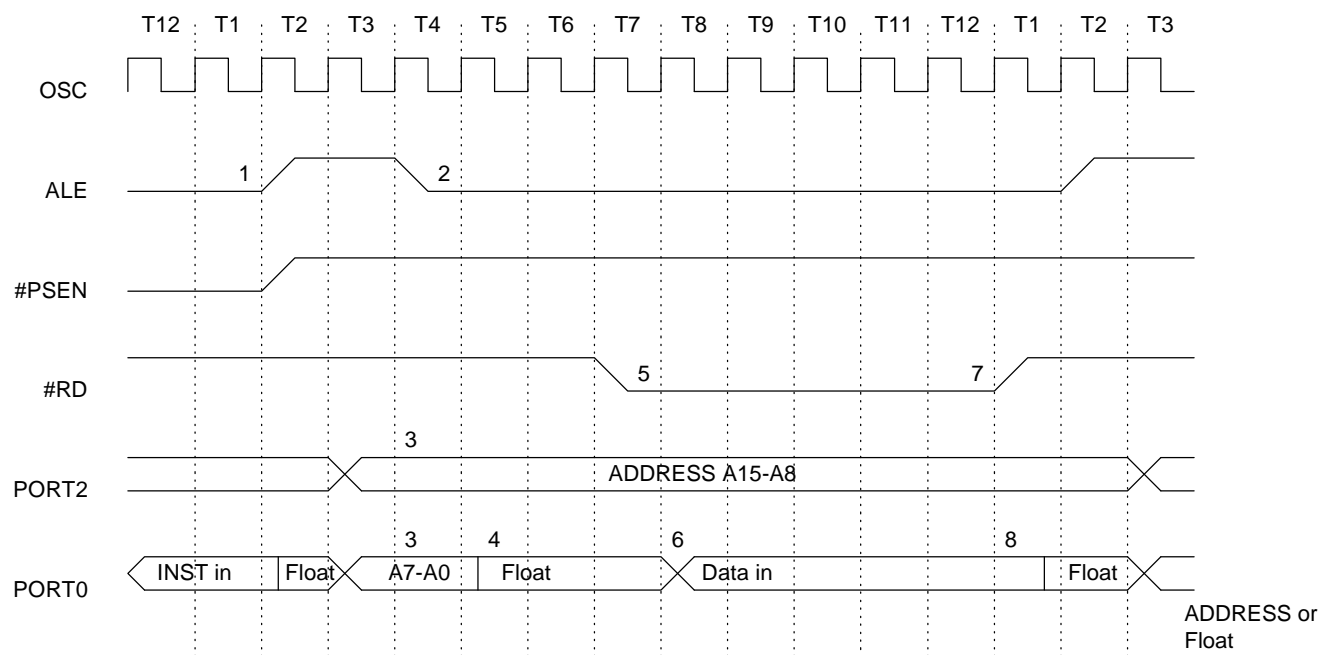 T12 T1 T2 T3 T4 T5 T6 T7 T8 T9 T10 T11 T12 T1 T2 T3
OSC
1 2
ALE
#PSEN
5 7
#RD
3
ADDRESS A15-A8
PORT2
3 4 6 8
INST in Float A7-A0 Float Data in Float
PORT0
ADDRESS or
Float